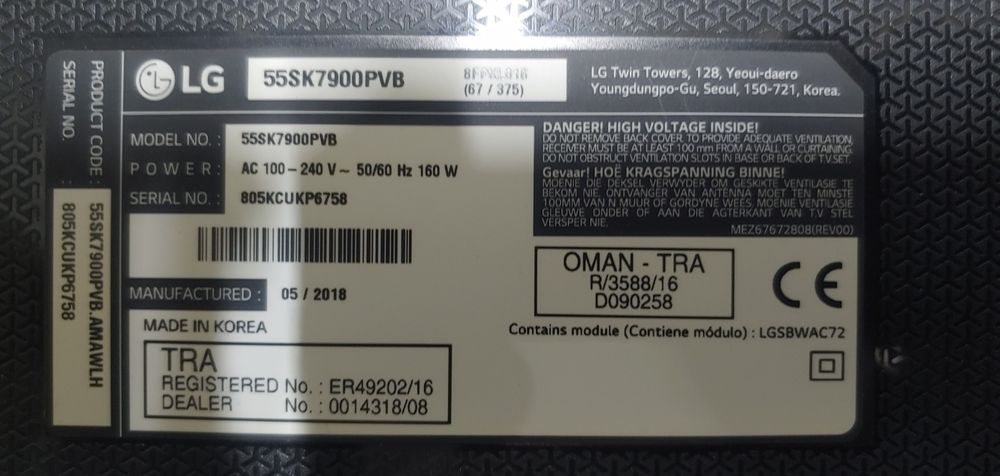 LG
55SK7900PVB
(67 / 375)
LG Twin Towers, 128, Yeoui-daero
Youngdungpo-Gu, Seoul, 150-721, Korea.
PRODUCT CODE : 55SK7900PVB.AMAWLH
SERIAL NO. : 805KCUKP6758
MODEL NO. : 55SK7900PVB
POWER : AC 100 – 240 V ~ 50/60 Hz 160 W
SERIAL NO. : 805KCUKP6758
MANUFACTURED : 05 / 2018
MADE IN KOREA
TRA
REGISTERED No. : ER49202/16
DEALER No. : 0014318/08
DANGER! HIGH VOLTAGE INSIDE!
DO NOT REMOVE BACK COVER. TO PROVIDE ADEQUATE VENTILATION,
RECEIVER MUST BE AT LEAST 100 mm FROM A WALL OR CURTAINING.
DO NOT OBSTRUCT VENTILATION SLOTS IN BASE OR BACK OF T.V.SET.
Gevaar! HOË KRAGSPANNING BINNE!
MOENIE DIE DEKSEL VERWYDER OM GESKIKTE VENTILASIE TE
BEKOM NIE. ONTVANGER VAN ANTENNA MOET TEN MINSTE
100MM VAN N MUUR OF GORDYNE WEES. MOENIE VENTILASIE
GLEUWE ONDER OF AAN DIE AGTERKANT VAN T.V STEL
VERSPER NIE.
MEZ67672808(REV00)
OMAN - TRA
R/3588/16
D090258
CE
Contains module (Contiene módulo) : LGSBWAC72